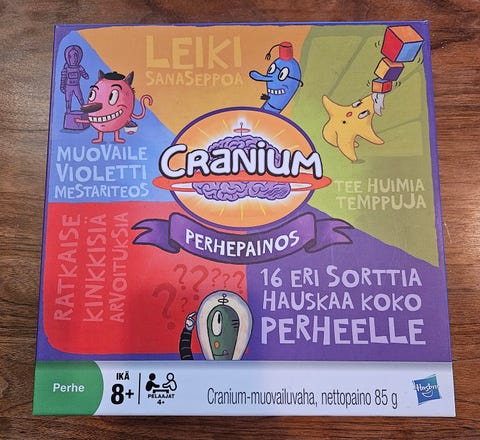 LEIKI
SANASEPPOA
MUOVAILE
VIOLETTI
MESTARITEOS
CRANIUM
TEE HUIMIA
TEMPPUJA
PERHEPAINOS
RATKAISE
KINKKISIÄ
ARVOITUKSIA
????
???
?
16 ERI SORTTIA
HAUSKAA KOKO
PERHEELLE
Perhe
IKÄ
8+
PELAAJAT
4+
Cranium-muovailuvaha, nettopaino 85 g
Hasbro